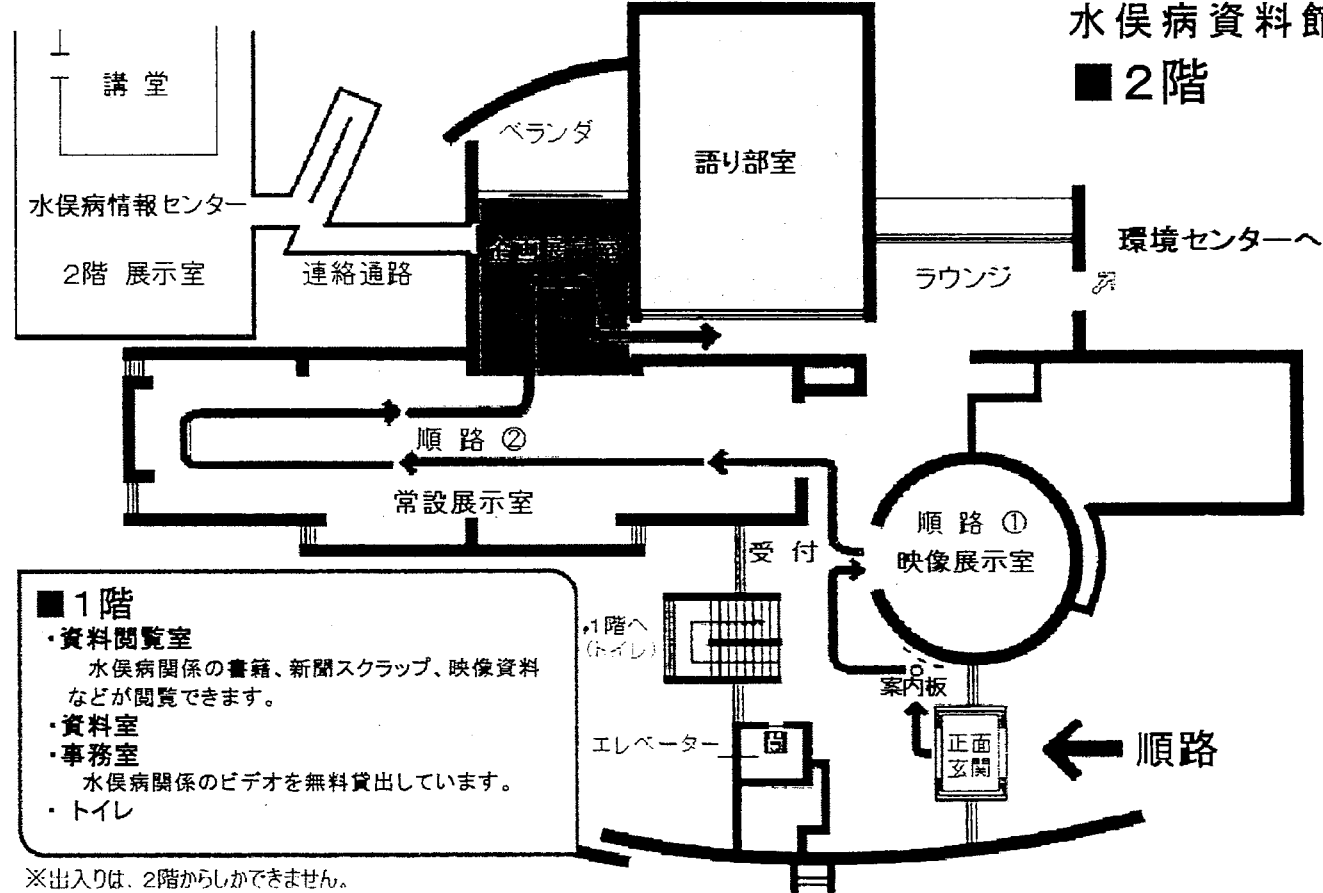 水俣病資料館
■2階
講堂
ベランダ
語り部室
水俣病情報センター
2階 展示室
連絡通路
企画展示室
ラウンジ
環境センターへ
順路②
常設展示室
順路①
映像展示室
受付
1階へ
(トイレ)
案内板
エレベーター
正面
玄関
順路
■1階
・資料閲覧室
水俣病関係の書籍、新聞スクラップ、映像資料
などが閲覧できます。
・資料室
・事務室
水俣病関係のビデオを無料貸出しています。
・トイレ
※出入りは、2階からしかできません。